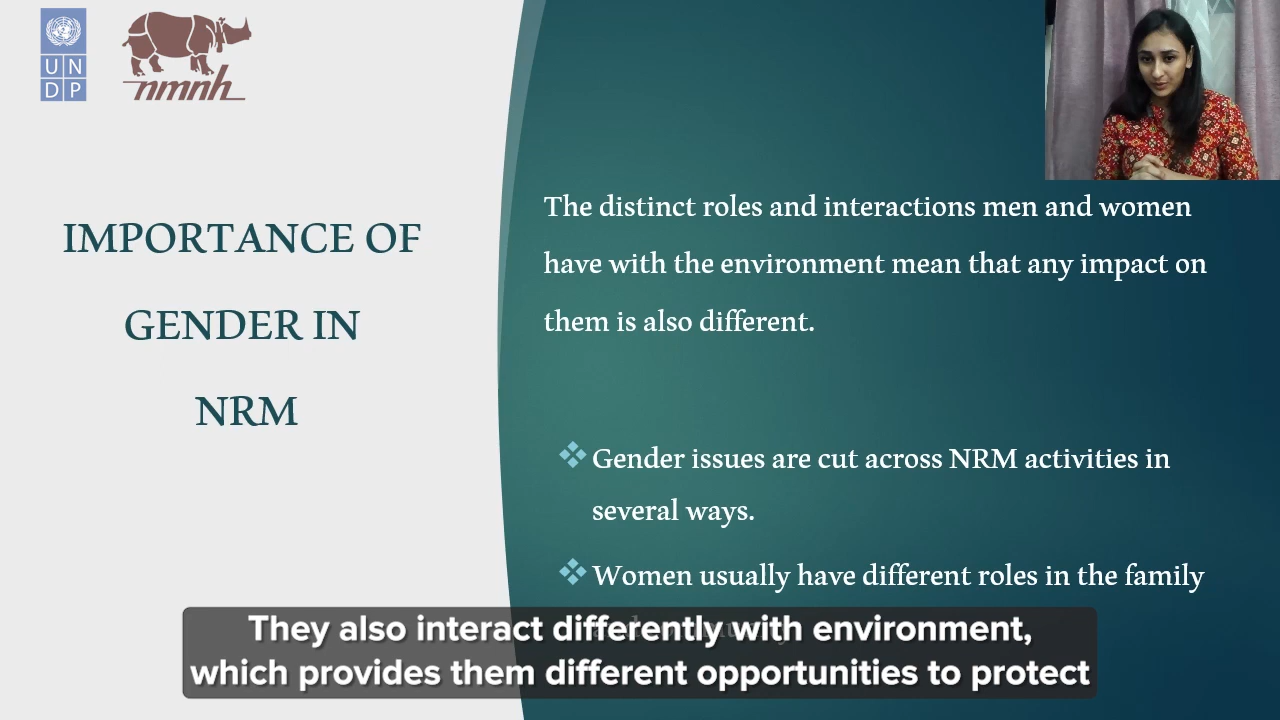 UN
DP
nmnh
IMPORTANCE OF
GENDER IN
NRM
The distinct roles and interactions men and women
have with the environment mean that any impact on
them is also different.
Gender issues are cut across NRM activities in
several ways.
Women usually have different roles in the family
They also interact differently with environment,
which provides them different opportunities to protect